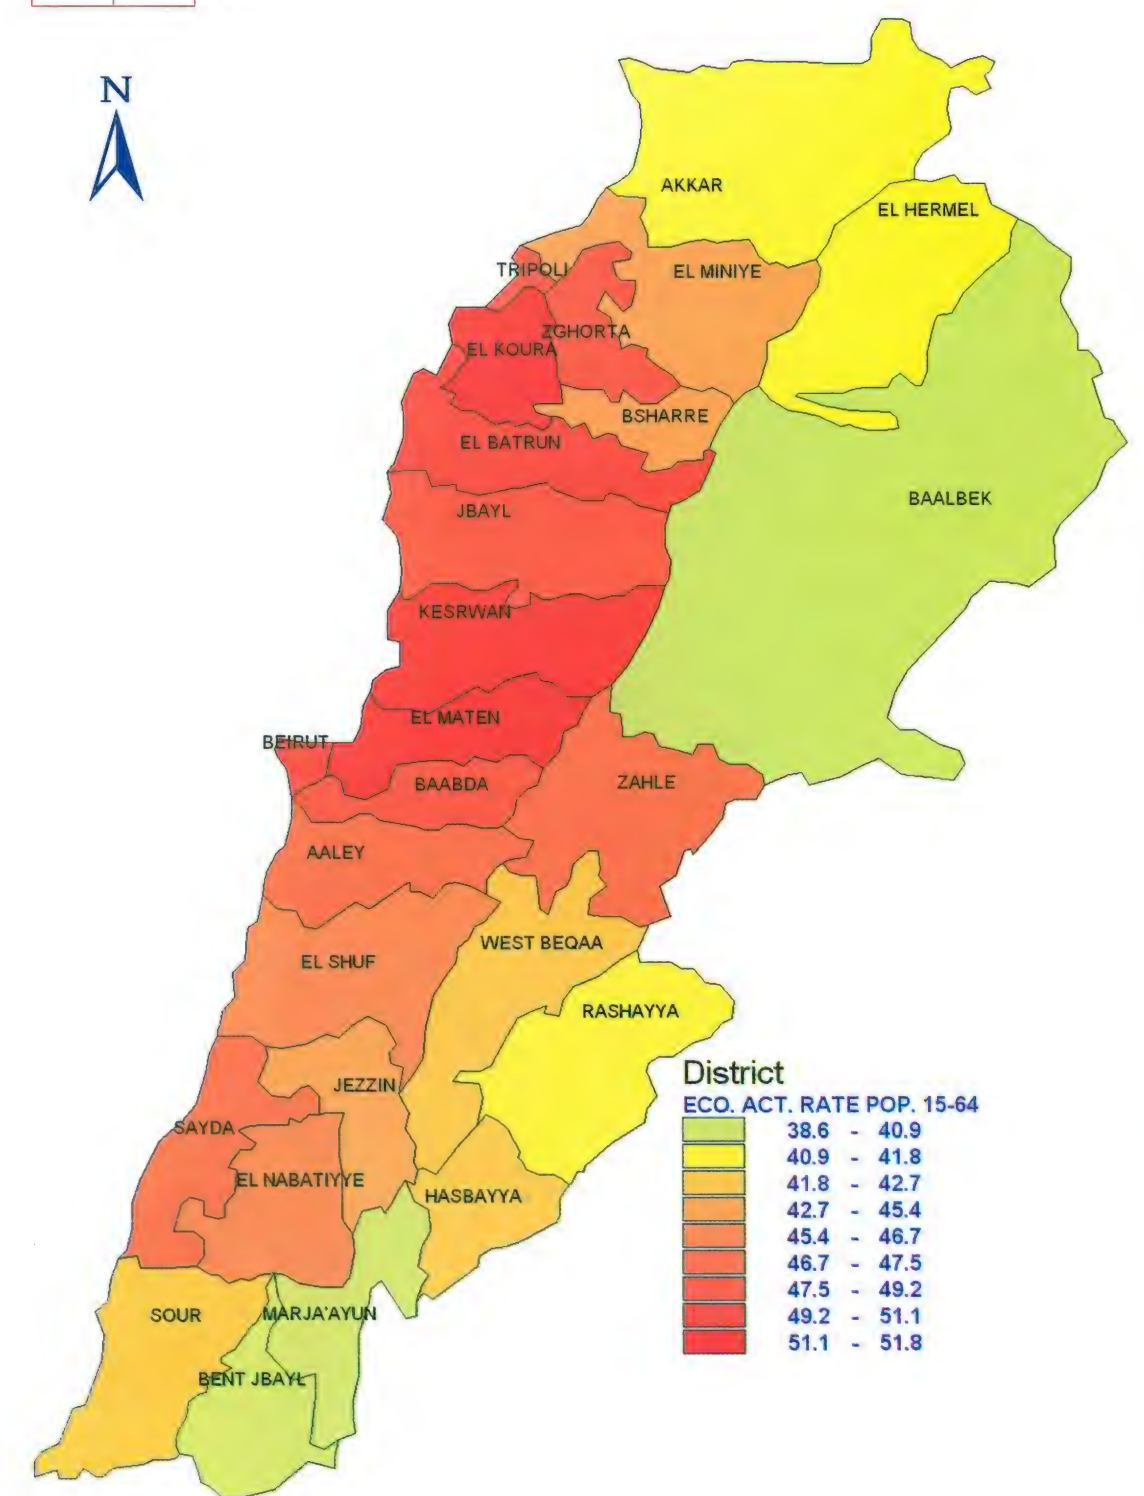 N
AKKAR
EL HERMEL
TRIPOLI
EL MINIYE
ZGHORTA
EL KOURA
BSHARRE
EL BATRUN
BAALBEK
JBAYL
KESRWAN
EL MATEN
BEIRUT
BAABDA
ZAHLE
AALEY
WEST BEQAA
EL SHUF
RASHAYYA
JEZZIN
SAYDA
EL NABATIYYE
HASBAYYA
SOUR
MARJA'AYUN
BENT JBAYL
District
ECO. ACT. RATE POP. 15-64
38.6 - 40.9
40.9 - 41.8
41.8 - 42.7
42.7 - 45.4
45.4 - 46.7
46.7 - 47.5
47.5 - 49.2
49.2 - 51.1
51.1 - 51.8